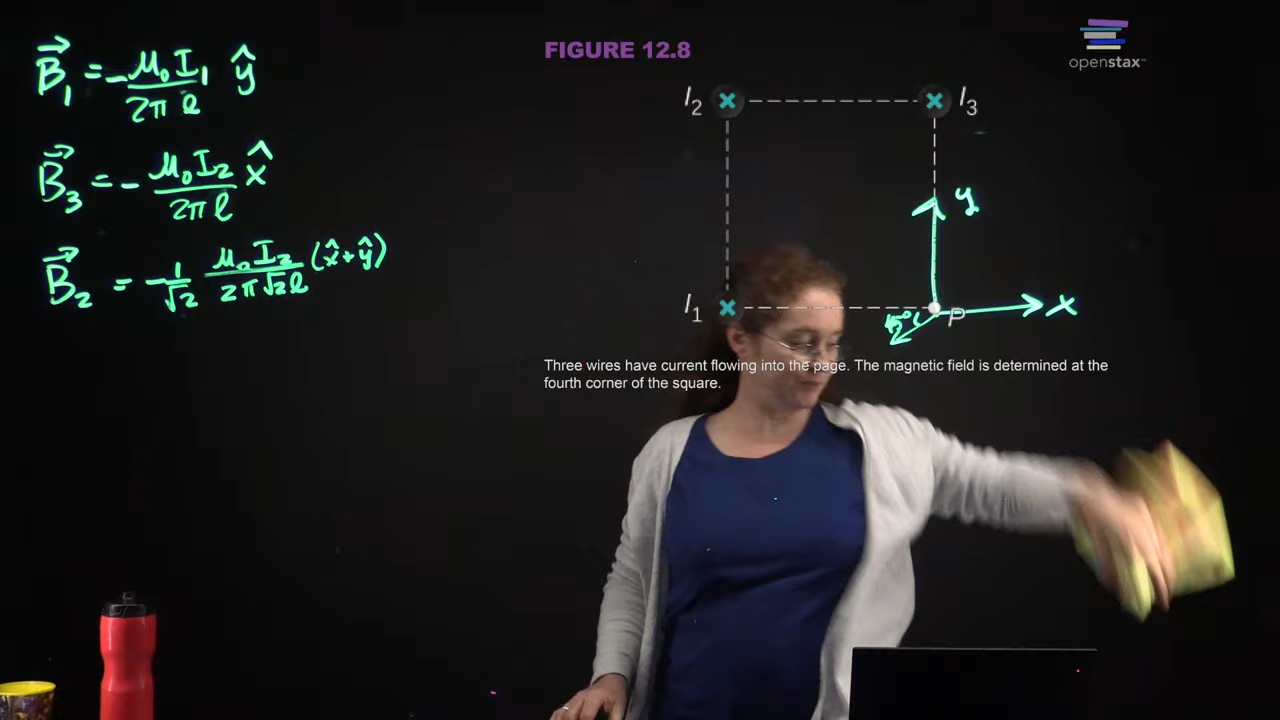 B⃗₁ = -μ₀I₁/2πℓ ŷ
B⃗₃ = -μ₀I₂/2πℓ x̂
B⃗₂ = -1/√2 μ₀I₂/2π√2ℓ (x̂+ŷ)
FIGURE 12.8
openstax™
I₂
I₃
y
I₁
45°
P
x
Three wires have current flowing into the page. The magnetic field is determined at the
fourth corner of the square.